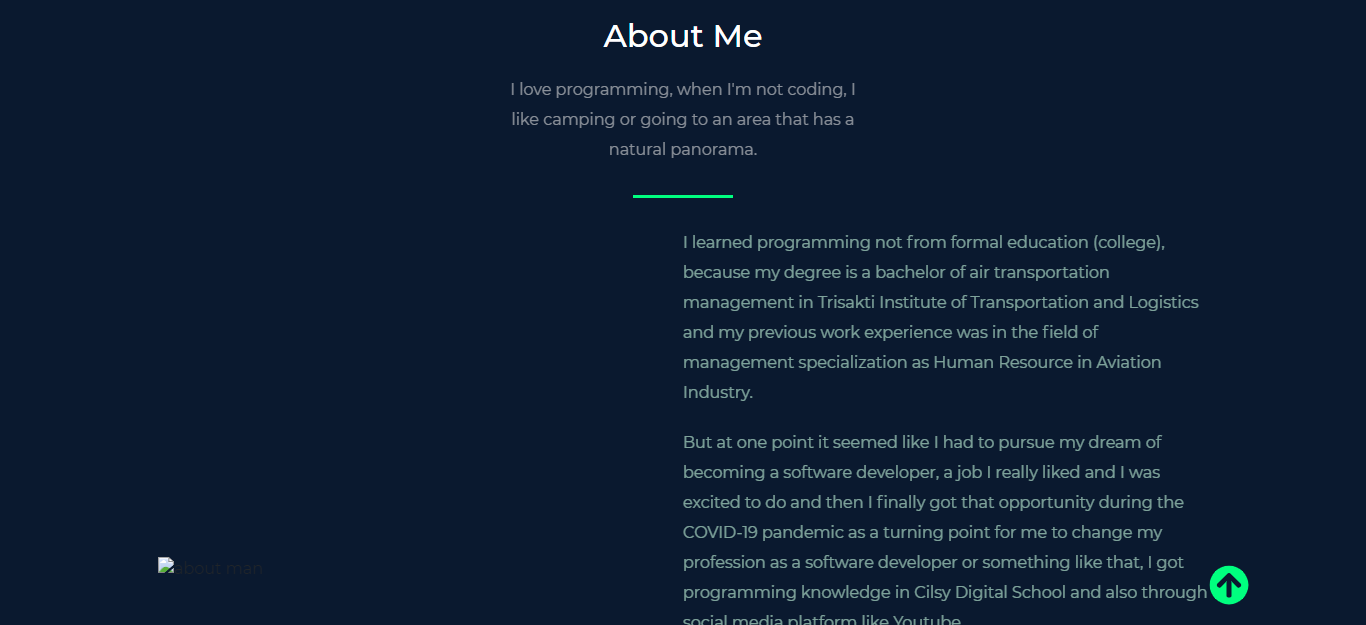 About Me
I love programming, when I'm not coding, I
like camping or going to an area that has a
natural panorama.
I learned programming not from formal education (college),
because my degree is a bachelor of air transportation
management in Trisakti Institute of Transportation and Logistics
and my previous work experience was in the field of
management specialization as Human Resource in Aviation
Industry.
But at one point it seemed like I had to pursue my dream of
becoming a software developer, a job I really liked and I was
excited to do and then I finally got that opportunity during the
COVID-19 pandemic as a turning point for me to change my
profession as a software developer or something like that, I got
about man
programming knowledge in Cilsy Digital School and also through
social media platform like Youtube.